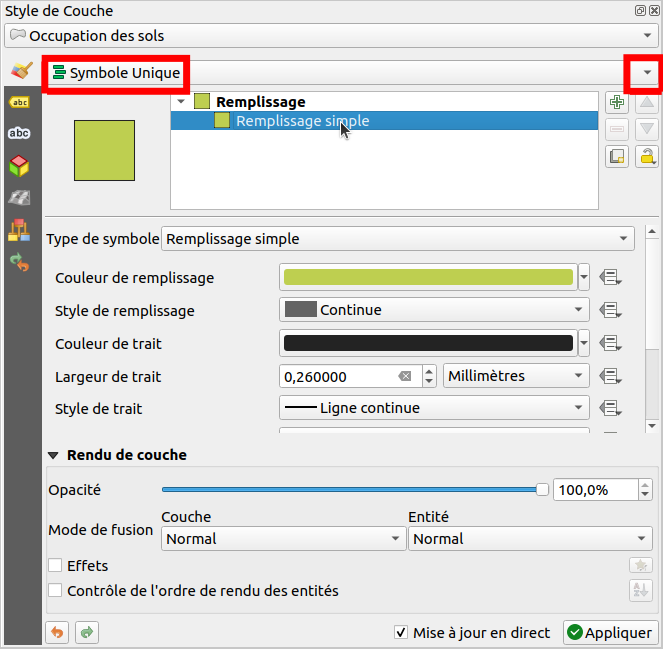 Style de Couche
Occupation des sols
Symbole Unique
abc
abc
Remplissage
Remplissage simple
Type de symbole Remplissage simple
Couleur de remplissage
Style de remplissage Continue
Couleur de trait
Largeur de trait 0,260000 Millimètres
Style de trait Ligne continue
Rendu de couche
Opacité 100,0%
Couche Entité
Mode de fusion Normal Normal
Effets
Contrôle de l'ordre de rendu des entités
Mise à jour en direct Appliquer